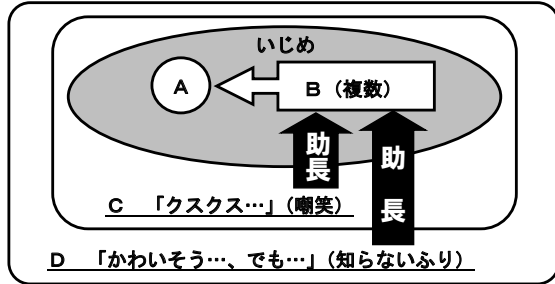 いじめ
A
B(複数)
助長
助長
C 「クスクス…」(嘲笑)
D 「かわいそう…、でも…」(知らないふり)